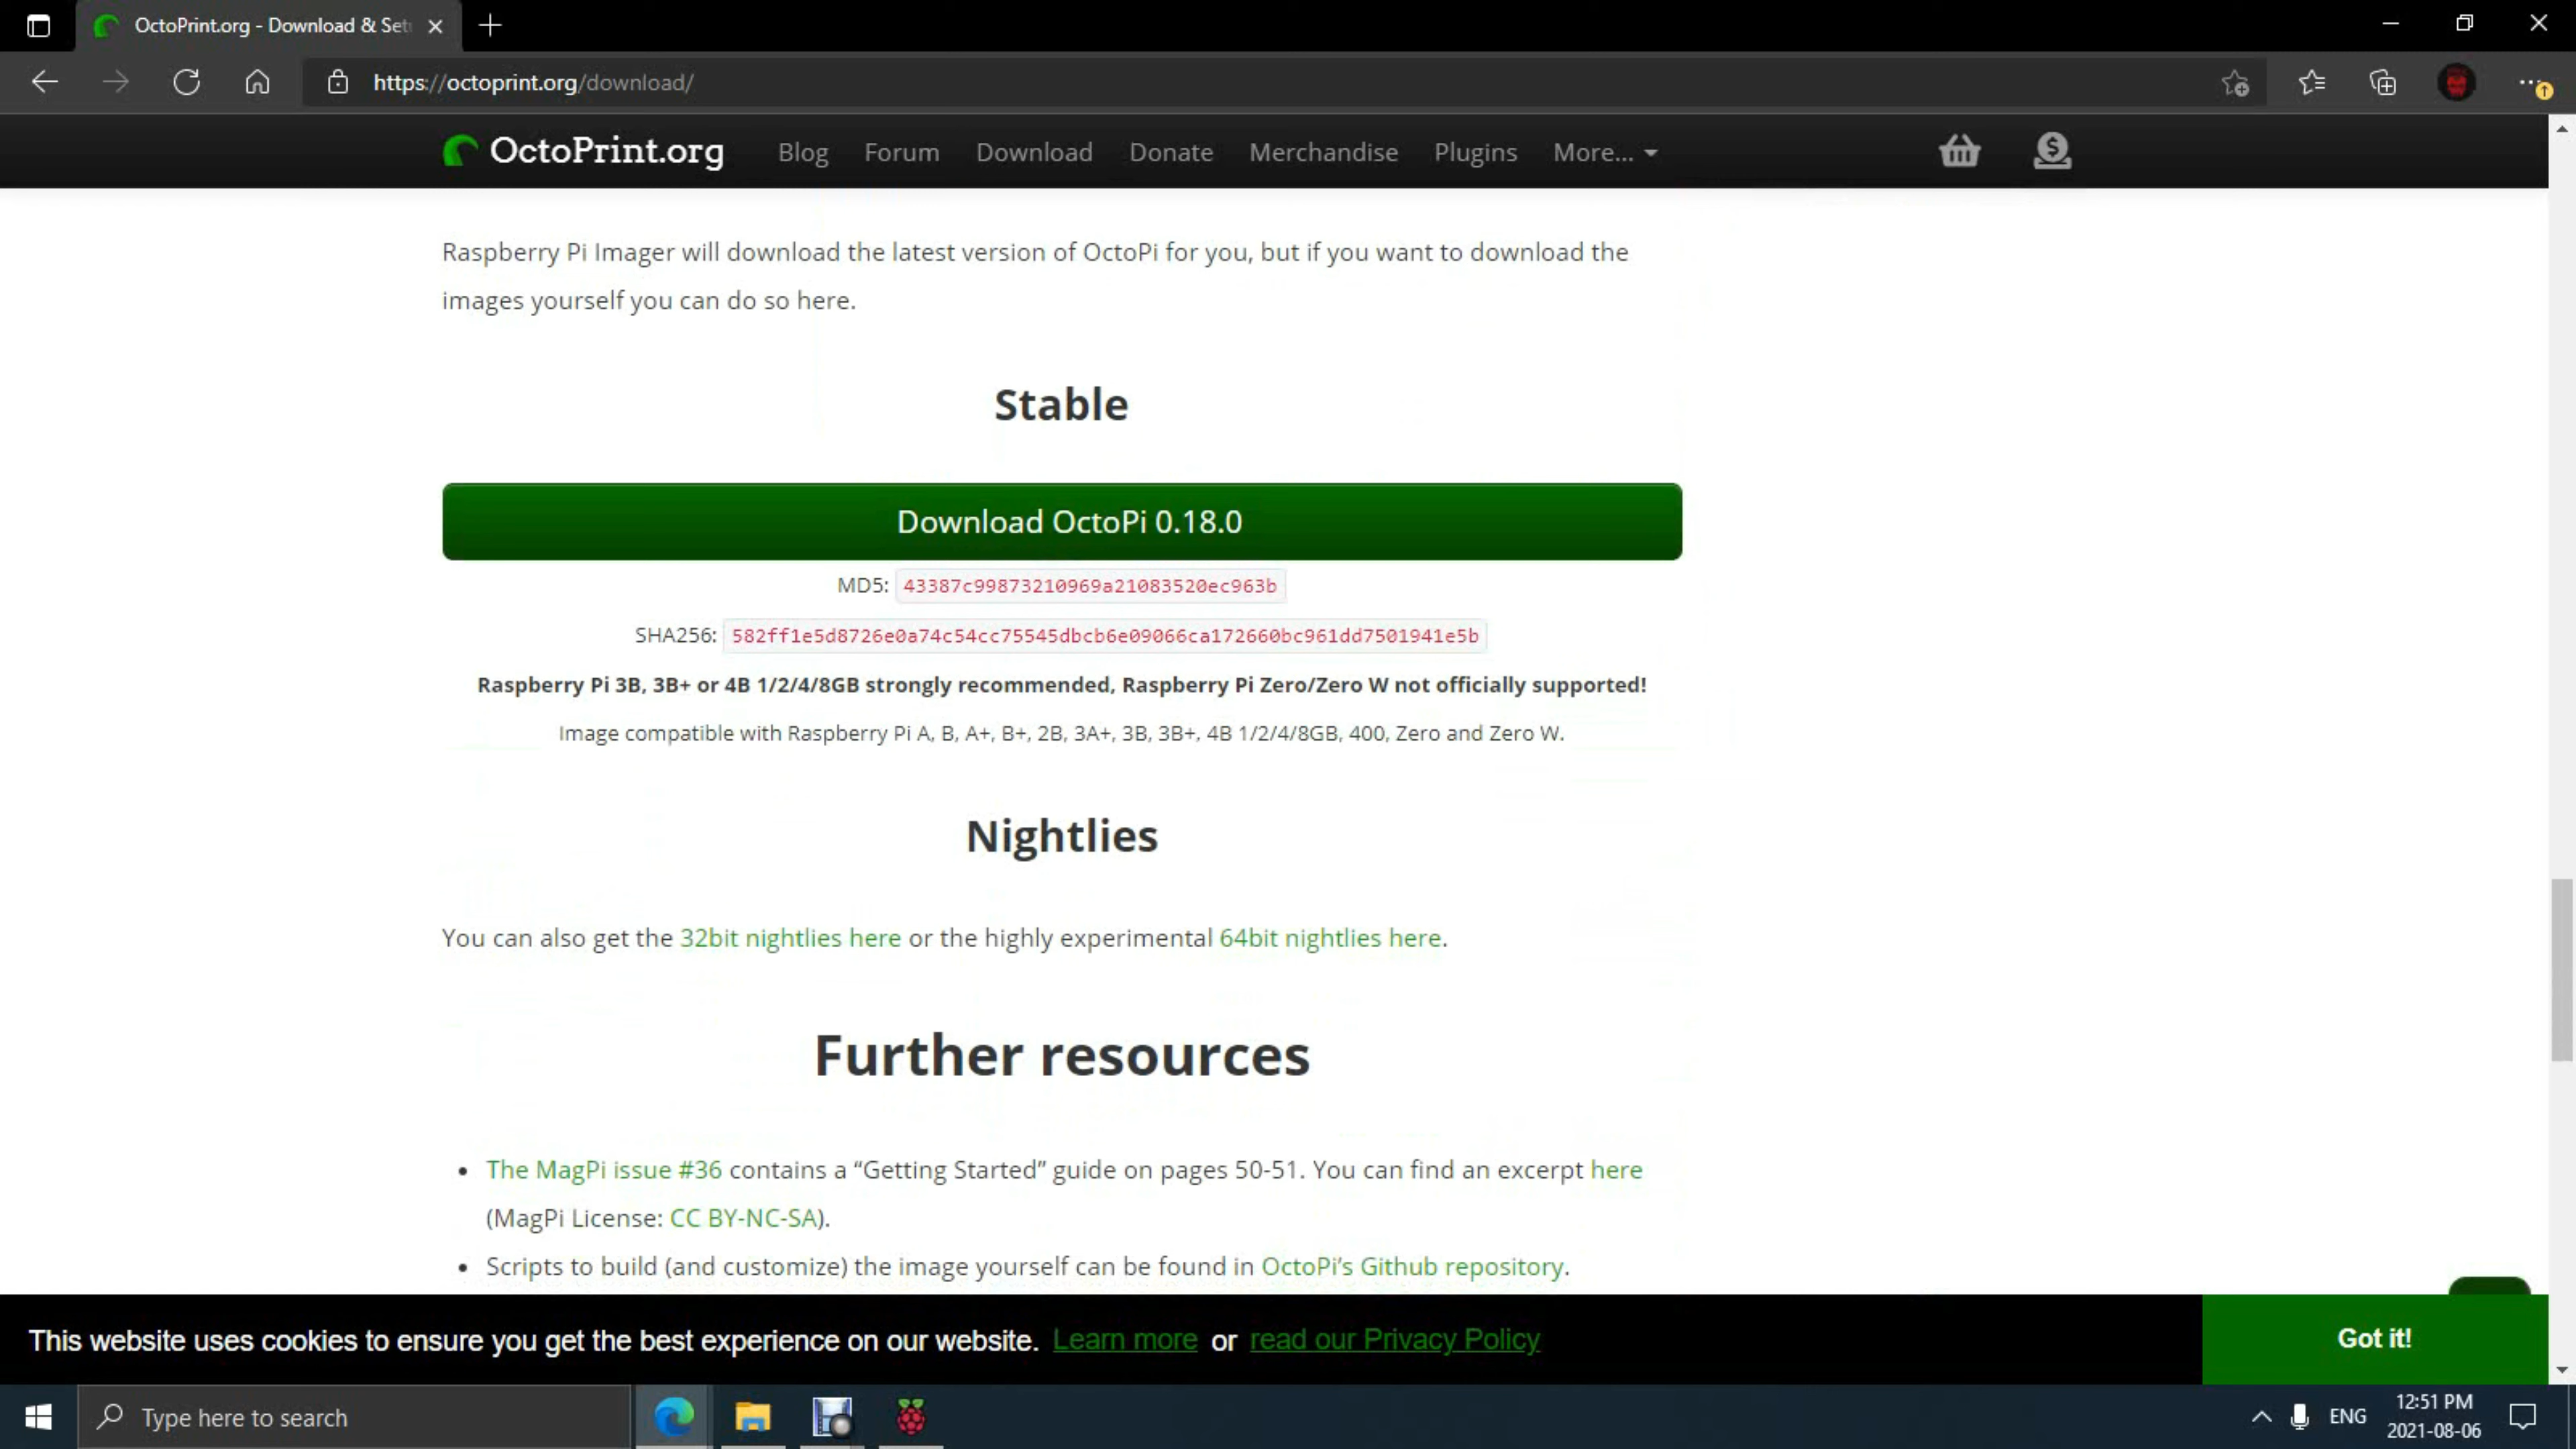 OctoPrint.org - Download & Set
https://octoprint.org/download/
OctoPrint.org Blog Forum Download Donate Merchandise Plugins More...
Raspberry Pi Imager will download the latest version of OctoPi for you, but if you want to download the
images yourself you can do so here.
Stable
Download OctoPi 0.18.0
MD5: 43387c99873210969a21083520ec963b
SHA256: 582ff1e5d8726e0a74c54cc75545dbcb6e09066ca172660bc961dd7501941e5b
Raspberry Pi 3B, 3B+ or 4B 1/2/4/8GB strongly recommended, Raspberry Pi Zero/Zero W not officially supported!
Image compatible with Raspberry Pi A, B, A+, B+, 2B, 3A+, 3B, 3B+, 4B 1/2/4/8GB, 400, Zero and Zero W.
Nightlies
You can also get the 32bit nightlies here or the highly experimental 64bit nightlies here.
Further resources
• The MagPi issue #36 contains a “Getting Started” guide on pages 50-51. You can find an excerpt here
(MagPi License: CC BY-NC-SA).
• Scripts to build (and customize) the image yourself can be found in OctoPi’s Github repository.
This website uses cookies to ensure you get the best experience on our website. Learn more or read our Privacy Policy
Got it!
Type here to search
ENG
12:51 PM
2021-08-06